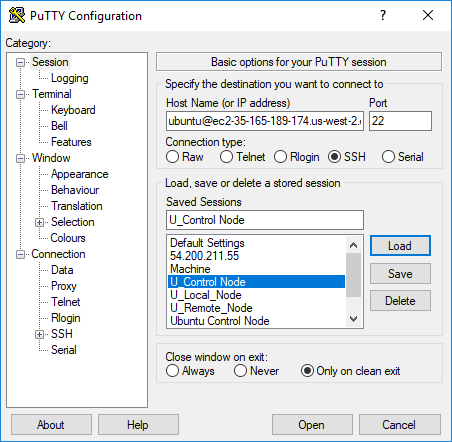 PuTTY Configuration
?
Category:
Session
Logging
Terminal
Keyboard
Bell
Features
Window
Appearance
Behaviour
Translation
Selection
Colours
Connection
Data
Proxy
Telnet
Rlogin
SSH
Serial
Basic options for your PuTTY session
Specify the destination you want to connect to
Host Name (or IP address) Port
ubuntu@ec2-35-165-189-174.us-west-2. 22
Connection type:
Raw Telnet Rlogin SSH Serial
Load, save or delete a stored session
Saved Sessions
U_Control Node
Default Settings
54.200.211.55
Machine
U_Control Node
U_Local_Node
U_Remote_Node
Ubuntu Control Node
Load
Save
Delete
Close window on exit:
Always Never Only on clean exit
About Help Open Cancel